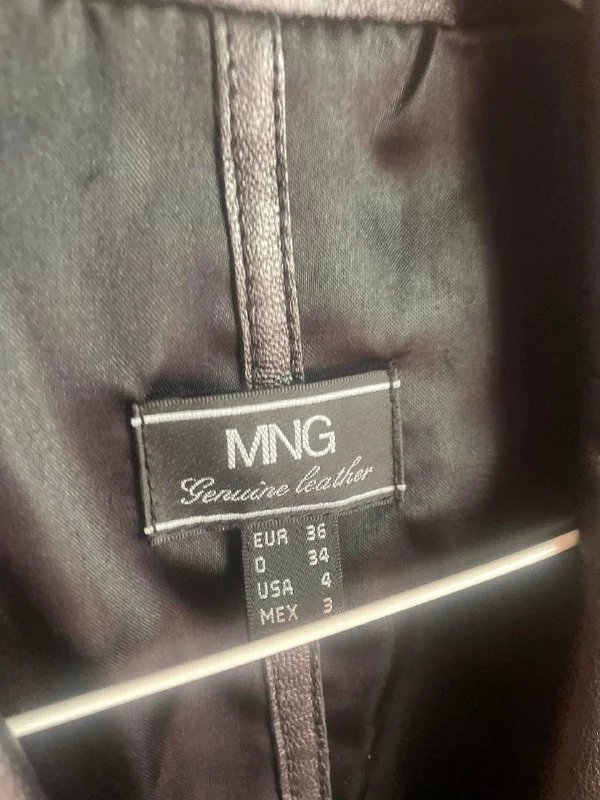 MNG
Genuine leather
EUR 36
D 34
USA 4
MEX 3